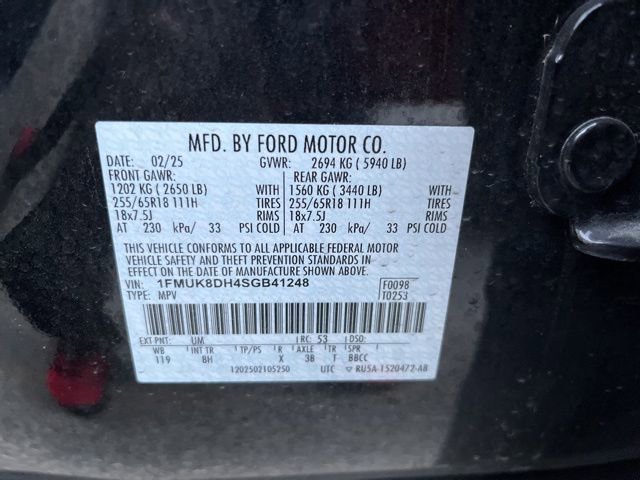 MFD. BY FORD MOTOR CO.
DATE: 02/25 GVWR: 2694 KG ( 5940 LB)
FRONT GAWR: REAR GAWR:
1202 KG ( 2650 LB) WITH 1560 KG ( 3440 LB) WITH
255/65R18 111H TIRES 255/65R18 111H TIRES
18x7.5J RIMS 18x7.5J RIMS
AT 230 kPa/ 33 PSI COLD AT 230 kPa/ 33 PSI COLD
THIS VEHICLE CONFORMS TO ALL APPLICABLE FEDERAL MOTOR
VEHICLE SAFETY AND THEFT PREVENTION STANDARDS IN
EFFECT ON THE DATE OF MANUFACTURE SHOWN ABOVE.
VIN: 1FMUK8DH4SGB41248 F0098
TYPE: MPV T0253
EXT PNT: UM RC: 53 DSO:
WB INT TR TP/PS R AXLE TR SPR
119 8H X 3B T BBCC
1202502105250 UTC RU5A-1520472-AB